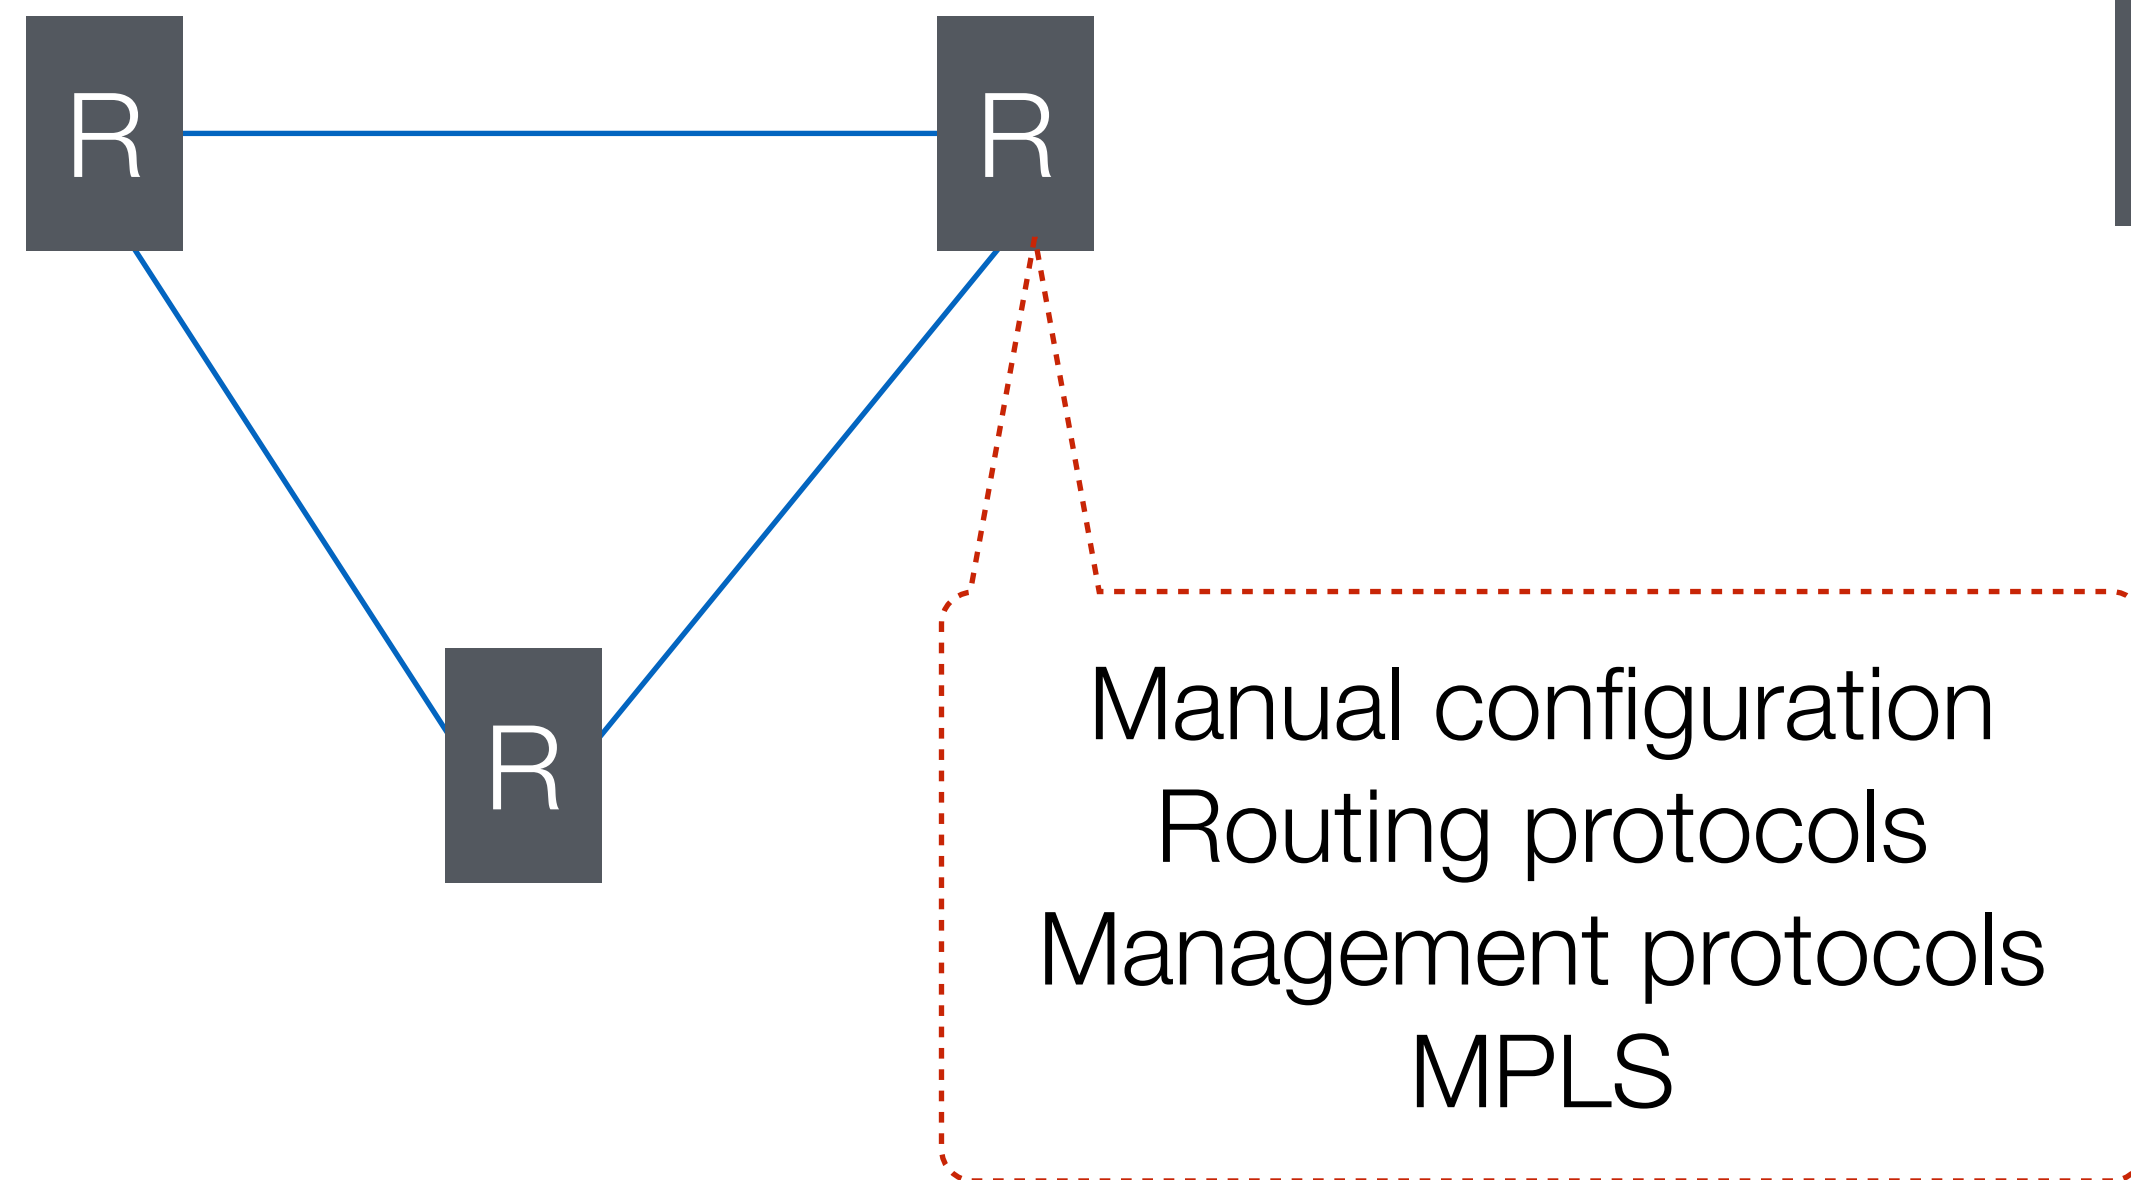 R
R
R
Manual configuration
Routing protocols
Management protocols
MPLS